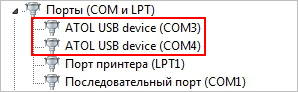 Порты (COM и LPT)
ATOL USB device (COM3)
ATOL USB device (COM4)
Порт принтера (LPT1)
Последовательный порт (COM1)